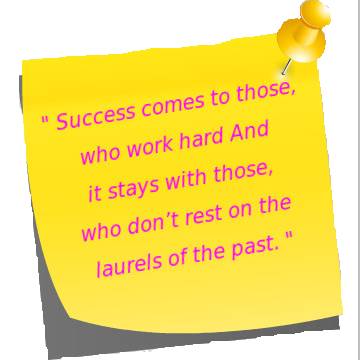 " Success comes to those,
who work hard And
it stays with those,
who don’t rest on the
laurels of the past. "